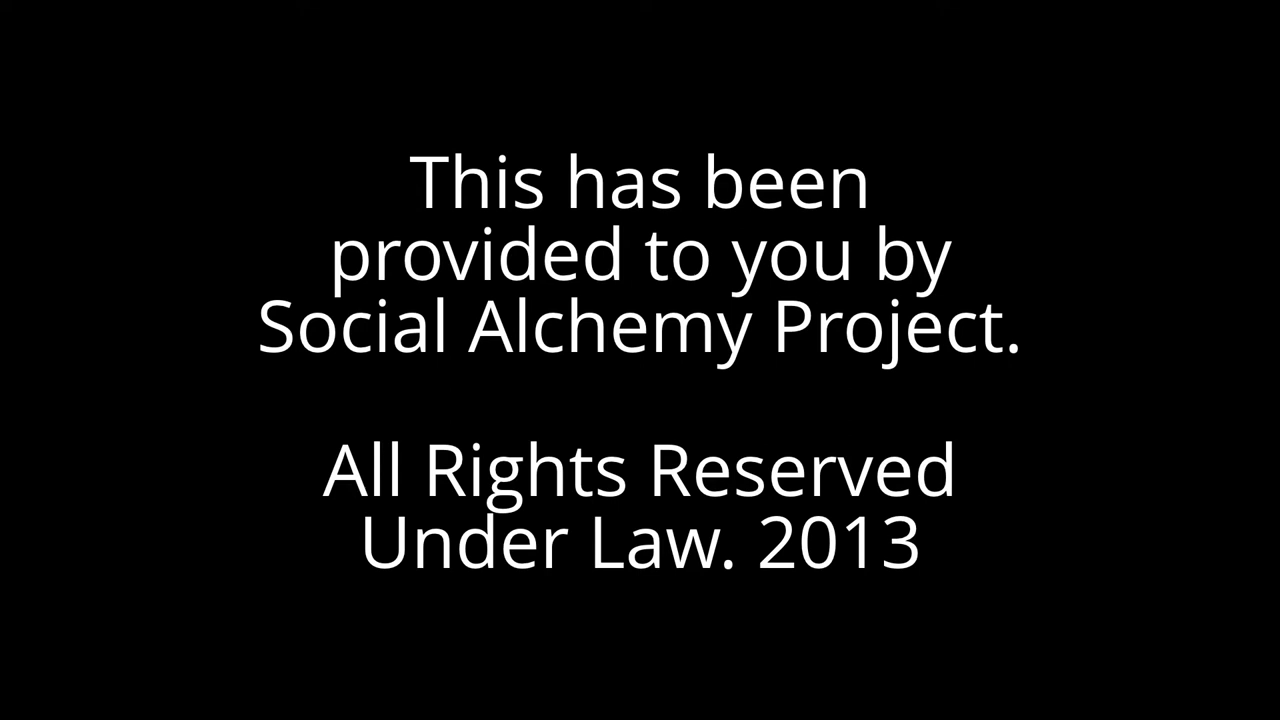 This has been
provided to you by
Social Alchemy Project.
All Rights Reserved
Under Law. 2013